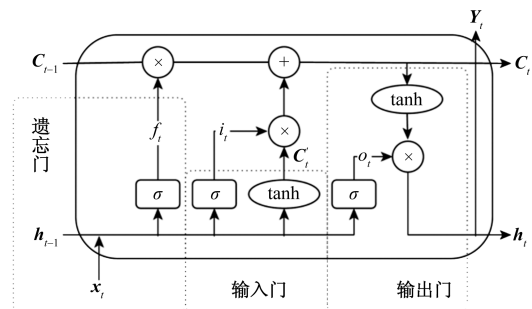 Y_t
C_{t-1}
×
+
C_t
tanh
遗忘门
f_t
i_t
×
C'_t
o_t
×
σ
σ
tanh
σ
h_{t-1}
h_t
x_t
输入门
输出门